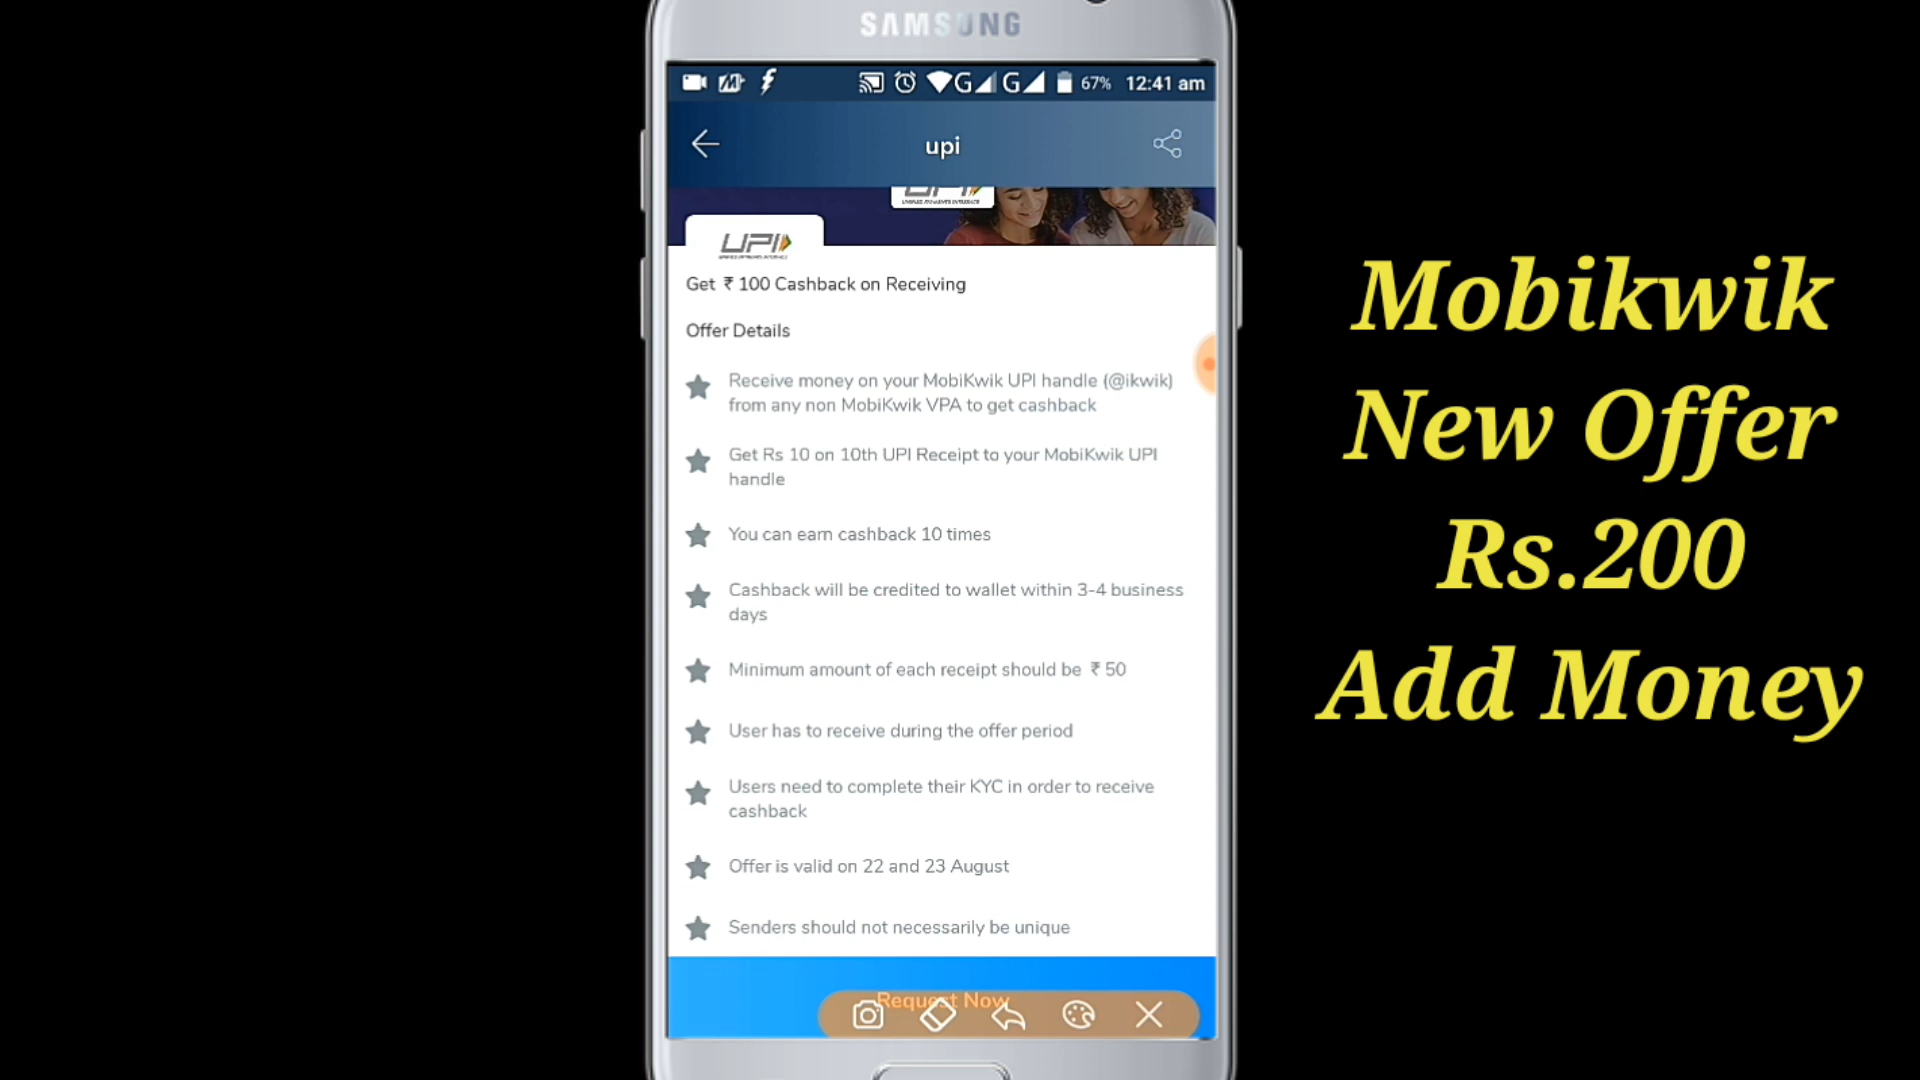 SAMSUNG
67% 12:41 am
upi
UPI
Get ₹ 100 Cashback on Receiving
Offer Details
Receive money on your MobiKwik UPI handle (@ikwik)
from any non MobiKwik VPA to get cashback
Get Rs 10 on 10th UPI Receipt to your MobiKwik UPI
handle
You can earn cashback 10 times
Cashback will be credited to wallet within 3-4 business
days
Minimum amount of each receipt should be ₹ 50
User has to receive during the offer period
Users need to complete their KYC in order to receive
cashback
Offer is valid on 22 and 23 August
Senders should not necessarily be unique
Request Now
Mobikwik
New Offer
Rs.200
Add Money